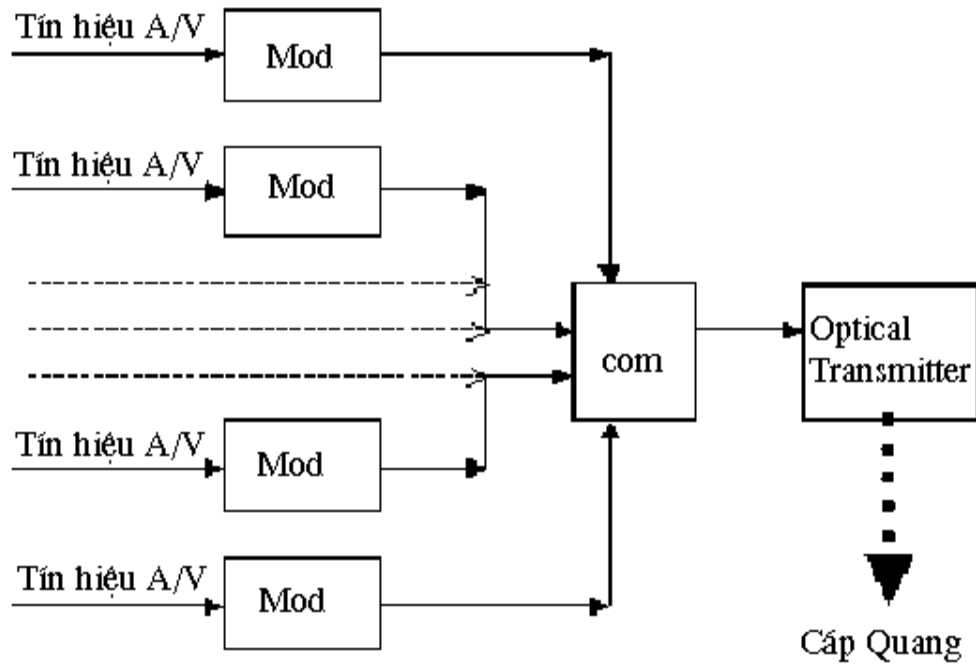 Tín hiệu A/V
Mod
Tín hiệu A/V
Mod
com
Optical
Transmitter
Tín hiệu A/V
Mod
Tín hiệu A/V
Mod
Cáp Quang